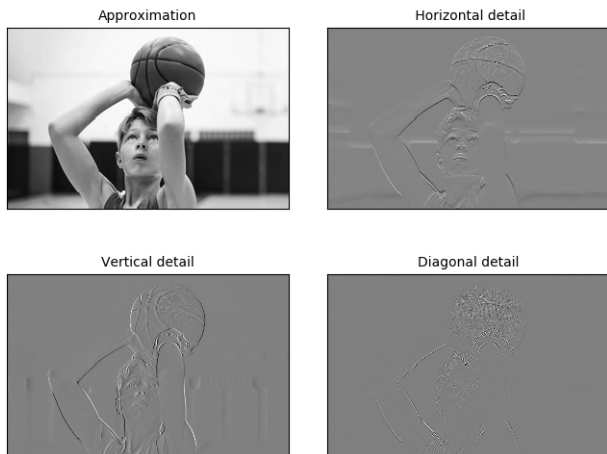 Approximation
Horizontal detail
Vertical detail
Diagonal detail